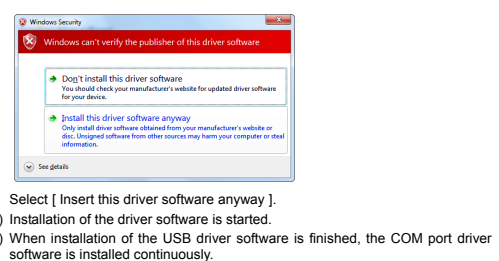 Windows Security
Windows can't verify the publisher of this driver software
Don't install this driver software
You should check your manufacturer's website for updated driver software
for your device.
Install this driver software anyway
Only install driver software obtained from your manufacturer's website or
disc. Unsigned software from other sources may harm your computer or steal
information.
See details
Select [ Insert this driver software anyway ].
) Installation of the driver software is started.
) When installation of the USB driver software is finished, the COM port driver
software is installed continuously.